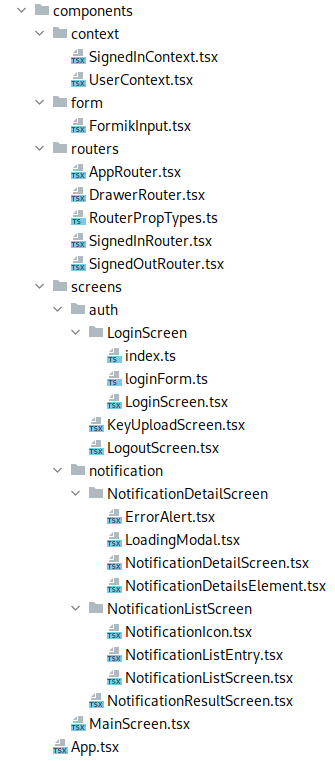 components
context
TSX SignedInContext.tsx
TSX UserContext.tsx
form
TSX FormikInput.tsx
routers
TSX AppRouter.tsx
TSX DrawerRouter.tsx
TS RouterPropTypes.ts
TSX SignedInRouter.tsx
TSX SignedOutRouter.tsx
screens
auth
LoginScreen
TS index.ts
TS loginForm.ts
TSX LoginScreen.tsx
TSX KeyUploadScreen.tsx
TSX LogoutScreen.tsx
notification
NotificationDetailScreen
TSX ErrorAlert.tsx
TSX LoadingModal.tsx
TSX NotificationDetailScreen.tsx
TSX NotificationDetailsElement.tsx
NotificationListScreen
TSX NotificationIcon.tsx
TSX NotificationListEntry.tsx
TSX NotificationListScreen.tsx
TSX NotificationResultScreen.tsx
TSX MainScreen.tsx
TSX App.tsx